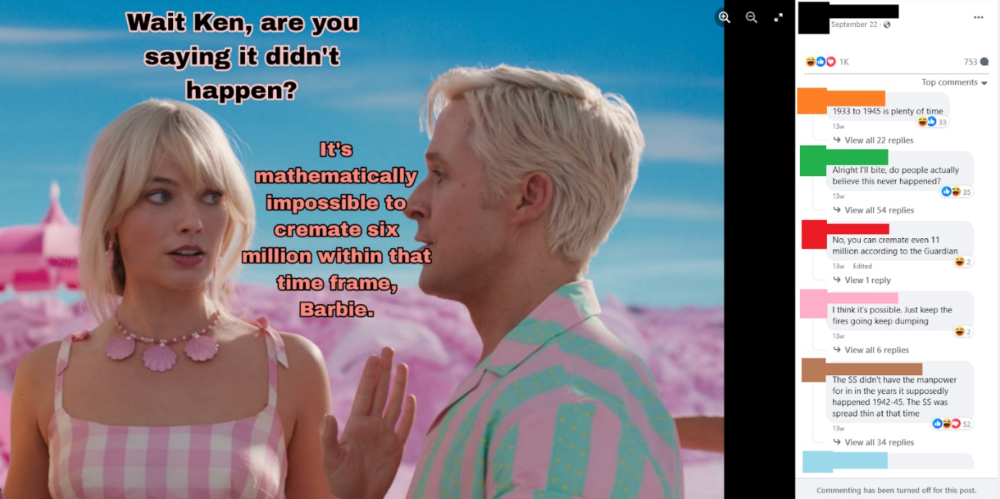 Wait Ken, are you
saying it didn't
happen?
It's
mathematically
impossible to
cremate six
million within that
time frame,
Barbie.
September 22 ·
1K
753
Top comments
1933 to 1945 is plenty of time
33
13w
View all 22 replies
Alright I'll bite, do people actually
believe this never happened?
35
13w
View all 54 replies
No, you can cremate even 11
million according to the Guardian
2
13w Edited
View 1 reply
I think it's possible. Just keep the
fires going keep dumping
2
13w
View all 6 replies
The SS didn't have the manpower
for in in the years it supposedly
happened 1942-45. The SS was
spread thin at that time
52
13w
View all 34 replies
Commenting has been turned off for this post.